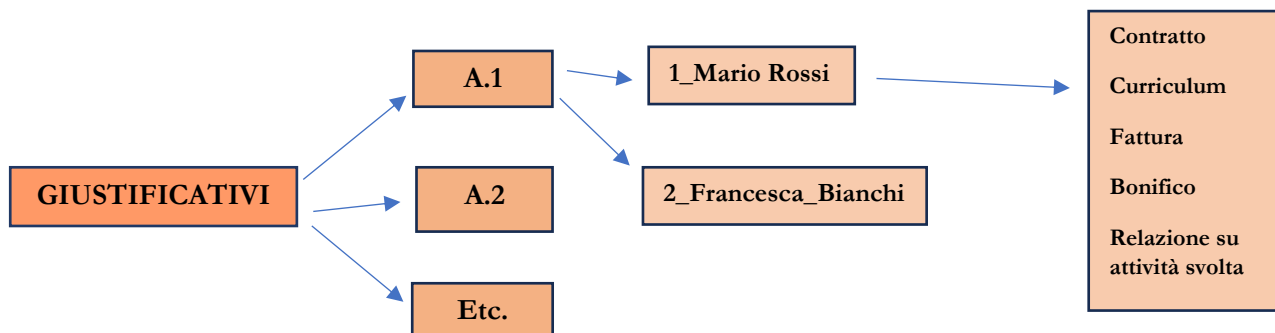 GIUSTIFICATIVI
A.1
A.2
Etc.
1_Mario Rossi
2_Francesca_Bianchi
Contratto
Curriculum
Fattura
Bonifico
Relazione su
attività svolta